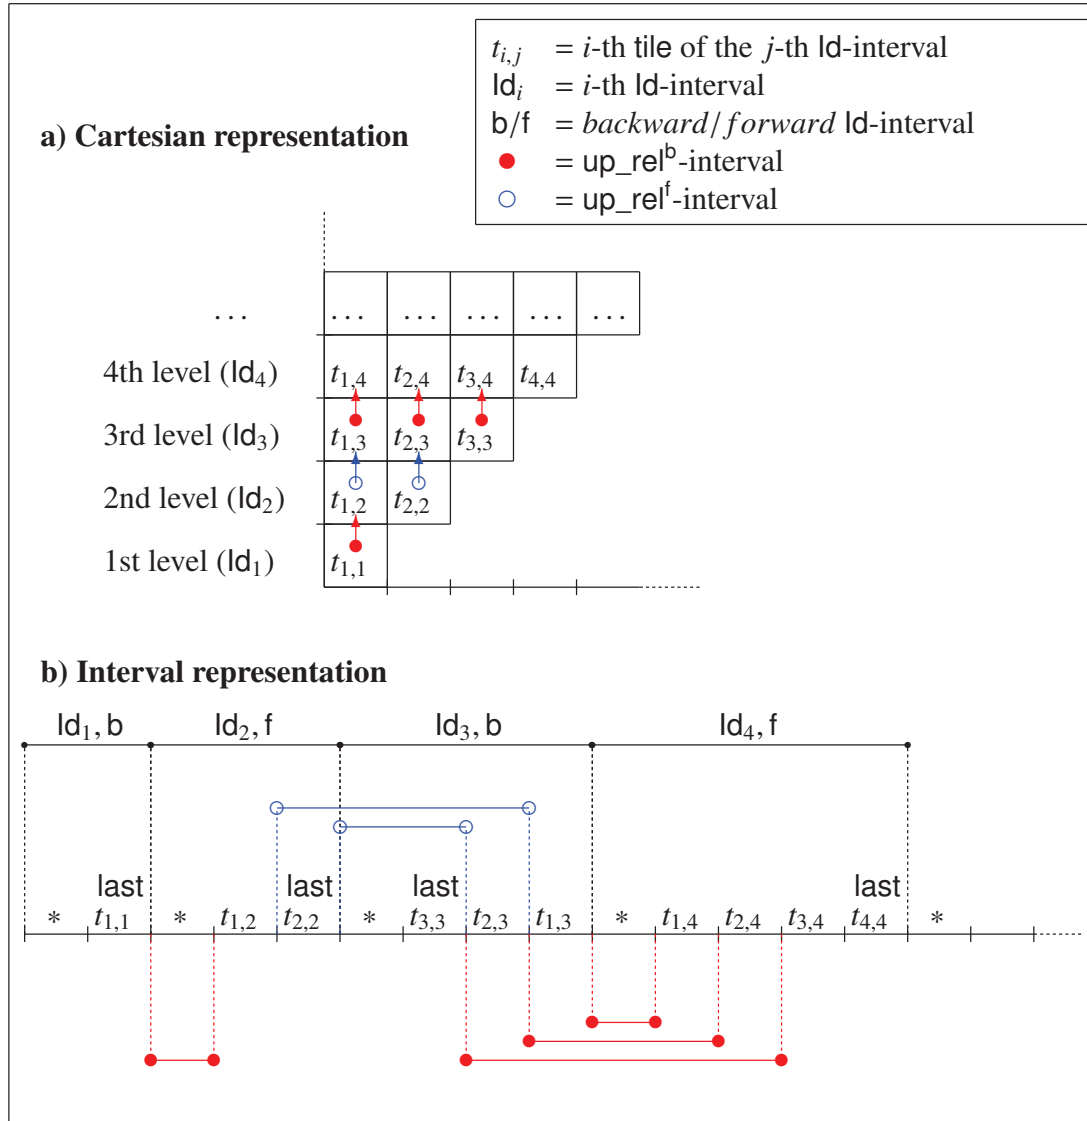 t_{i,j} = i-th tile of the j-th ld-interval
ld_i = i-th ld-interval
b/f = backward/forward ld-interval
= up_rel^b-interval
= up_rel^f-interval
a) Cartesian representation
... ... ... ... ... ...
4th level (ld_4) t_{1,4} t_{2,4} t_{3,4} t_{4,4}
3rd level (ld_3) t_{1,3} t_{2,3} t_{3,3}
2nd level (ld_2) t_{1,2} t_{2,2}
1st level (ld_1) t_{1,1}
b) Interval representation
ld_1, b ld_2, f ld_3, b ld_4, f
last last last last
* t_{1,1} * t_{1,2} t_{2,2} * t_{3,3} t_{2,3} t_{1,3} * t_{1,4} t_{2,4} t_{3,4} t_{4,4} *